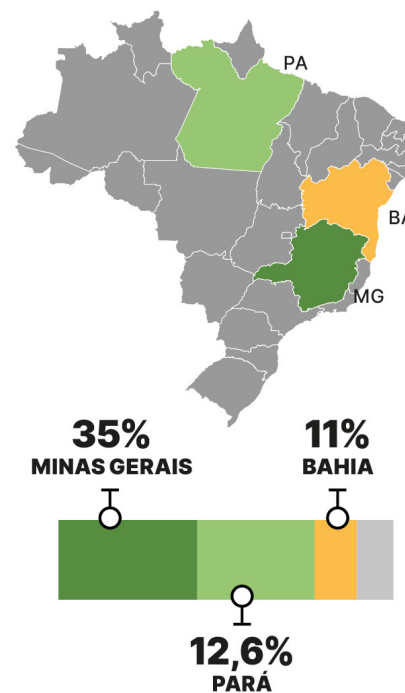 PA
BA
MG
35%
MINAS GERAIS
11%
BAHIA
12,6%
PARÁ